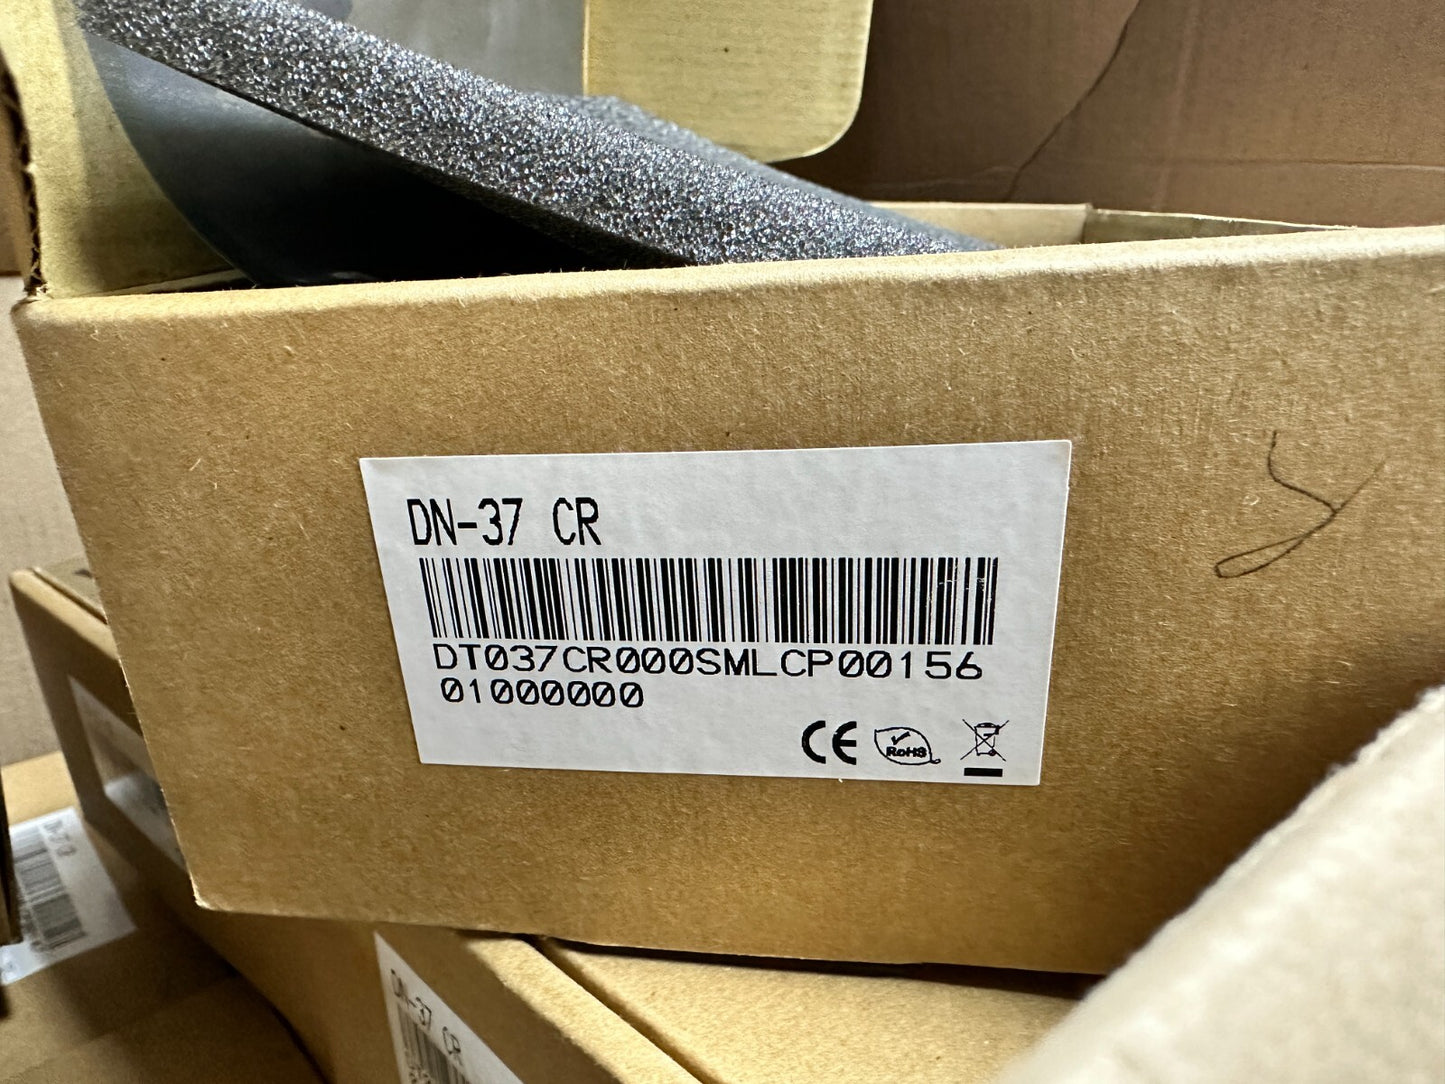 DN-37 CR
DT037CR000SMLCP00156
01000000
CE
RoHS
DN-37 CR